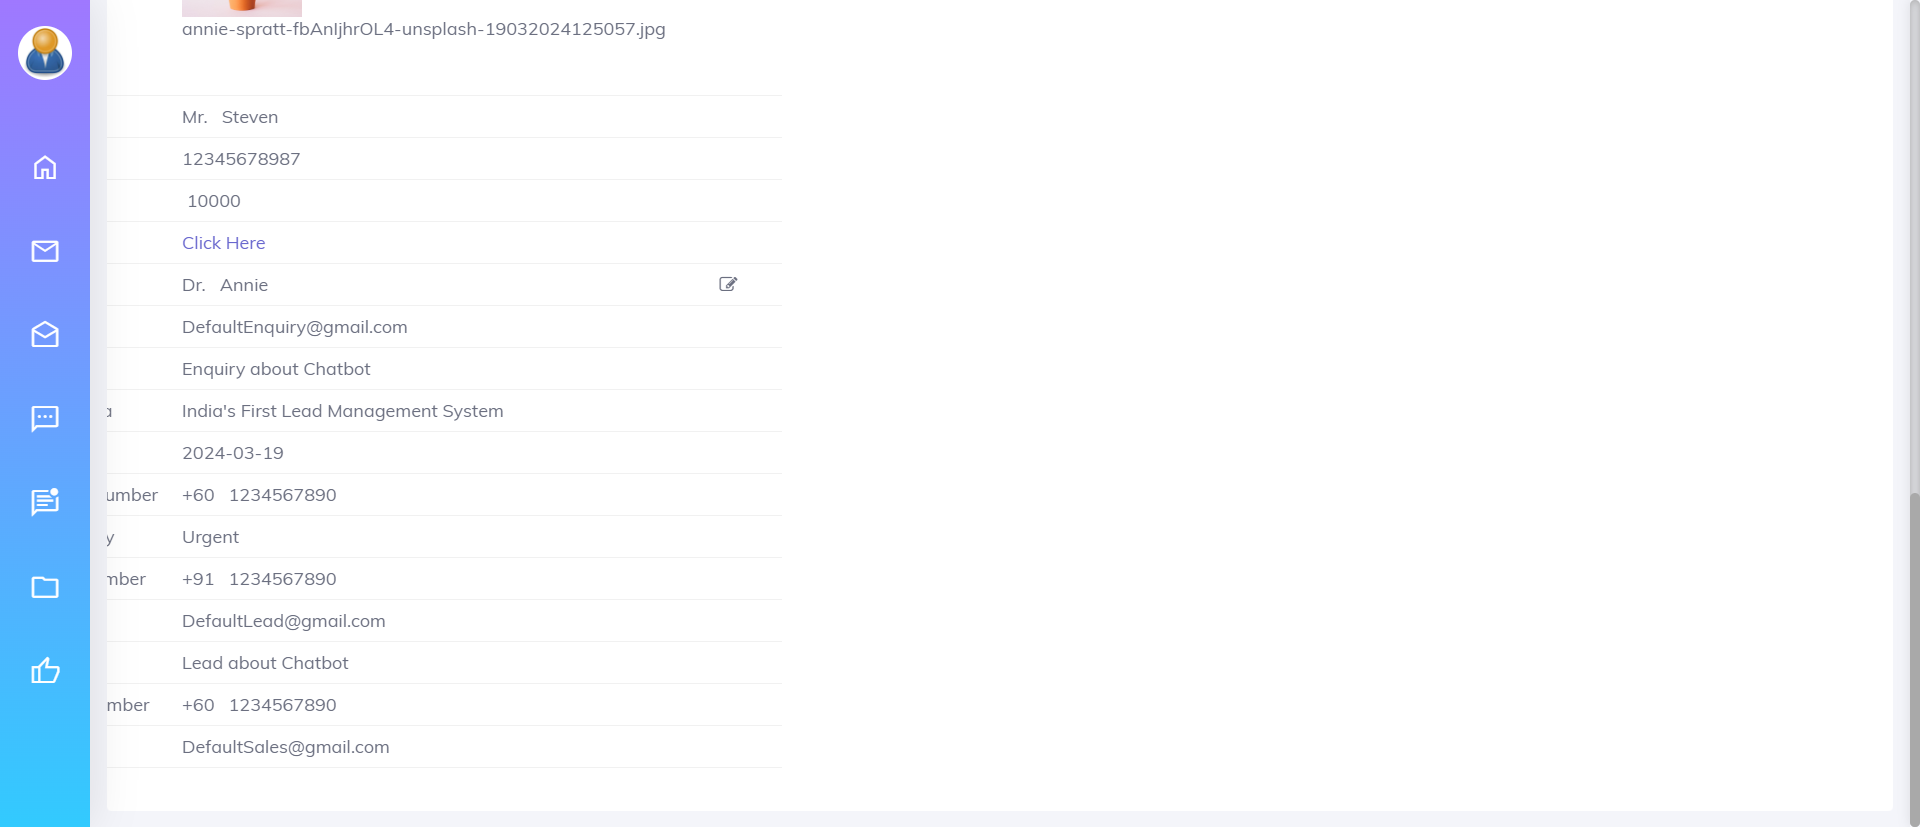 annie-spratt-fbAnIjhrOL4-unsplash-19032024125057.jpg
Mr. Steven
12345678987
10000
Click Here
Dr. Annie
DefaultEnquiry@gmail.com
Enquiry about Chatbot
a India's First Lead Management System
2024-03-19
umber +60 1234567890
y Urgent
mber +91 1234567890
DefaultLead@gmail.com
Lead about Chatbot
mber +60 1234567890
DefaultSales@gmail.com